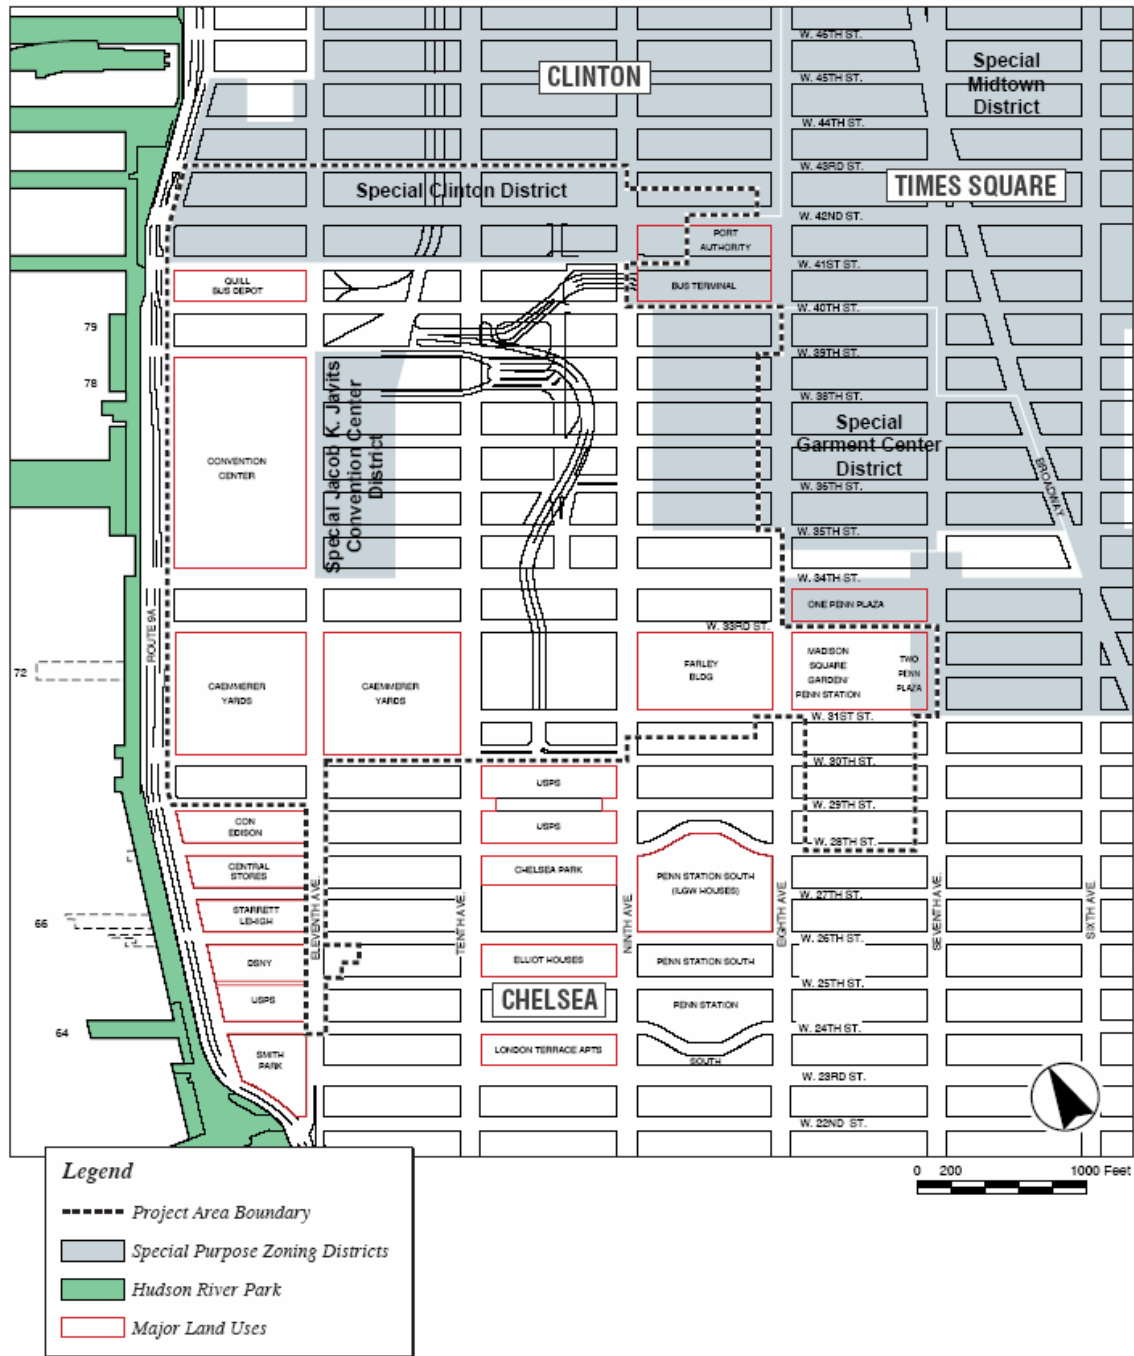 W. 46TH ST.
CLINTON
W. 45TH ST.
Special
Midtown
District
W. 44TH ST.
W. 43RD ST.
Special Clinton District
TIMES SQUARE
W. 42ND ST.
PORT
AUTHORITY
W. 41ST ST.
QUILL
BUS DEPOT
BUS TERMINAL
W. 40TH ST.
79
W. 39TH ST.
78
W. 38TH ST.
Special Jacob K. Javits
Convention Center
District
Special
Garment Center
District
CONVENTION
CENTER
BROADWAY
W. 36TH ST.
W. 35TH ST.
W. 34TH ST.
ONE PENN PLAZA
ROUTE 9A
W. 33RD ST.
72
CAEMMERER
YARDS
CAEMMERER
YARDS
FARLEY
BLDG
MADISON
SQUARE
GARDEN/
PENN STATION
TWO
PENN
PLAZA
W. 31ST ST.
W. 30TH ST.
USPS
W. 29TH ST.
CON
EDISON
USPS
W. 28TH ST.
CENTRAL
STORES
CHELSEA PARK
PENN STATION SOUTH
(ILGW HOUSES)
W. 27TH ST.
ELEVENTH AVE.
TENTH AVE.
NINTH AVE.
EIGHTH AVE.
SEVENTH AVE.
SIXTH AVE.
66
STARRETT
LEHIGH
W. 26TH ST.
DSNY
ELLIOT HOUSES
PENN STATION SOUTH
W. 25TH ST.
USPS
CHELSEA
PENN STATION
SOUTH
64
W. 24TH ST.
SMITH
PARK
LONDON TERRACE APTS
W. 23RD ST.
W. 22ND ST.
0 200 1000 Feet
Legend
Project Area Boundary
Special Purpose Zoning Districts
Hudson River Park
Major Land Uses